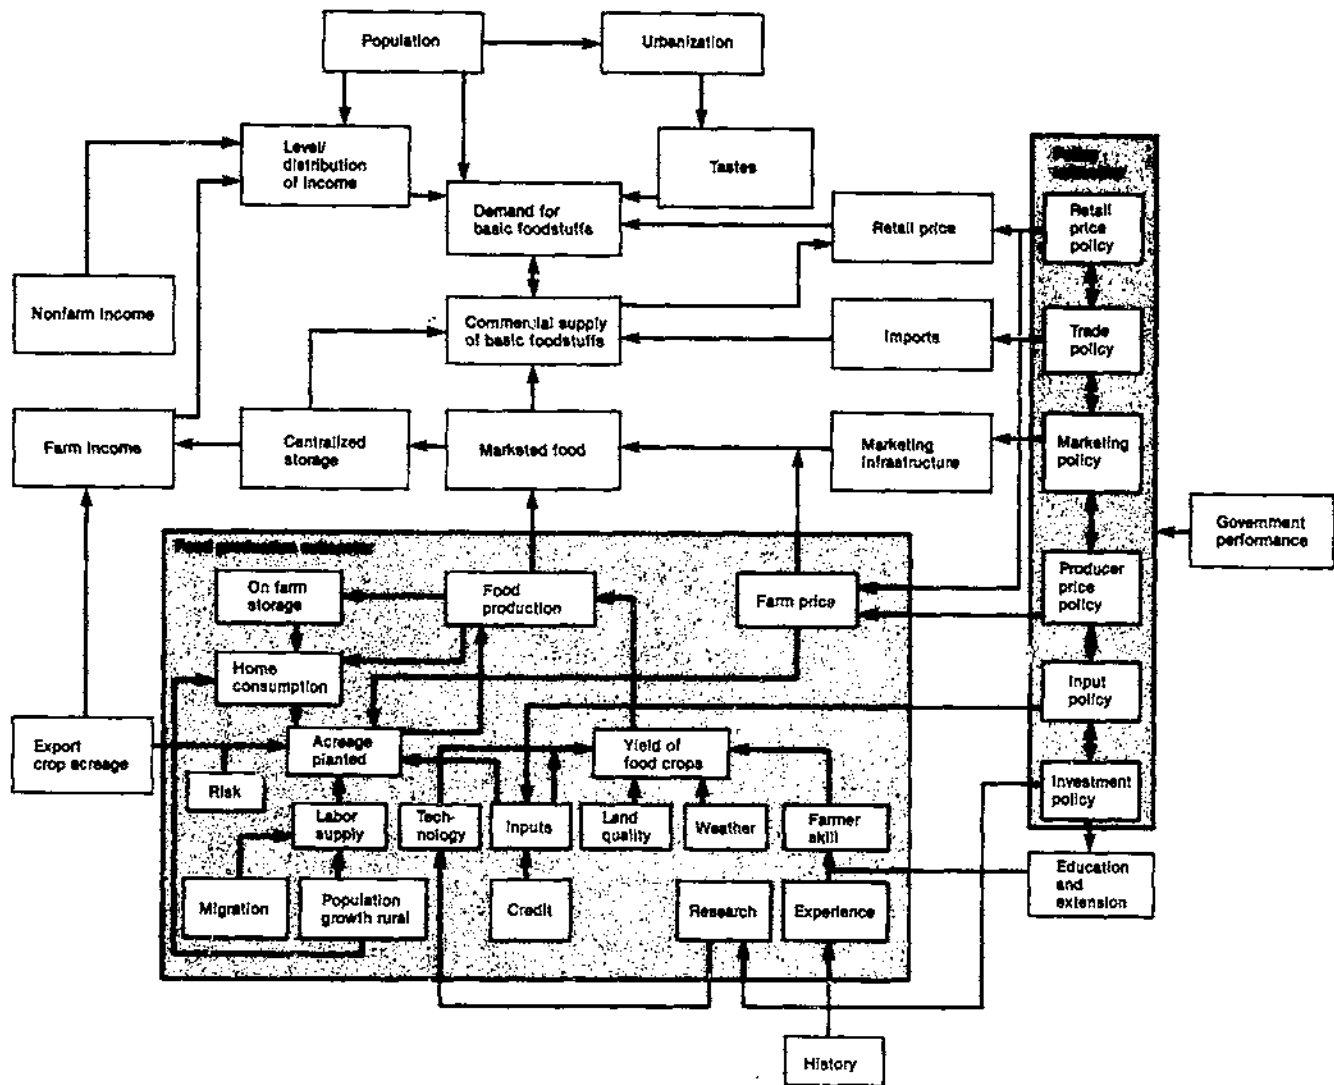 Population
Urbanization
Level/
distribution
of income
Tastes
Policy
Demand for
basic foodstuffs
Retail price
Retail
price
policy
Nonfarm income
Commercial supply
of basic foodstuffs
Imports
Trade
policy
Farm income
Centralized
storage
Marketed food
Marketing
infrastructure
Marketing
policy
Government
performance
Food production
On farm
storage
Food
production
Farm price
Producer
price
policy
Home
consumption
Input
policy
Export
crop acreage
Acreage
planted
Yield of
food crops
Investment
policy
Risk
Labor
supply
Tech-
nology
Inputs
Land
quality
Weather
Farmer
skill
Migration
Population
growth rural
Credit
Research
Experience
Education
and
extension
History